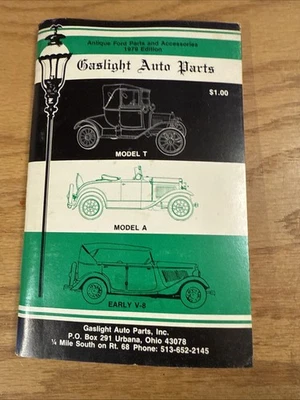 Antique Ford Parts and Accessories
1979 Edition
Gaslight Auto Parts
$1.00
MODEL T
MODEL A
EARLY V-8
Gaslight Auto Parts, Inc.
P.O. Box 291 Urbana, Ohio 43078
¼ Mile South on Rt. 68 Phone: 513-652-2145